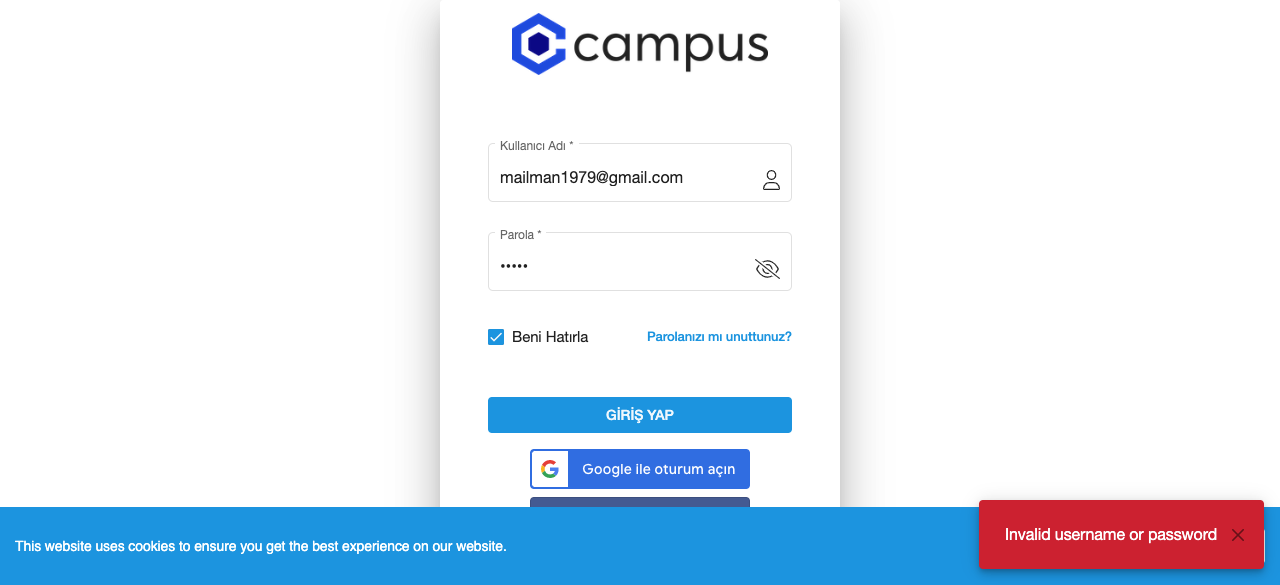 campus
Kullanıcı Adı *
mailman1979@gmail.com
Parola *
•••••
Beni Hatırla
Parolanızı mı unuttunuz?
GİRİŞ YAP
Google ile oturum açın
This website uses cookies to ensure you get the best experience on our website.
Invalid username or password